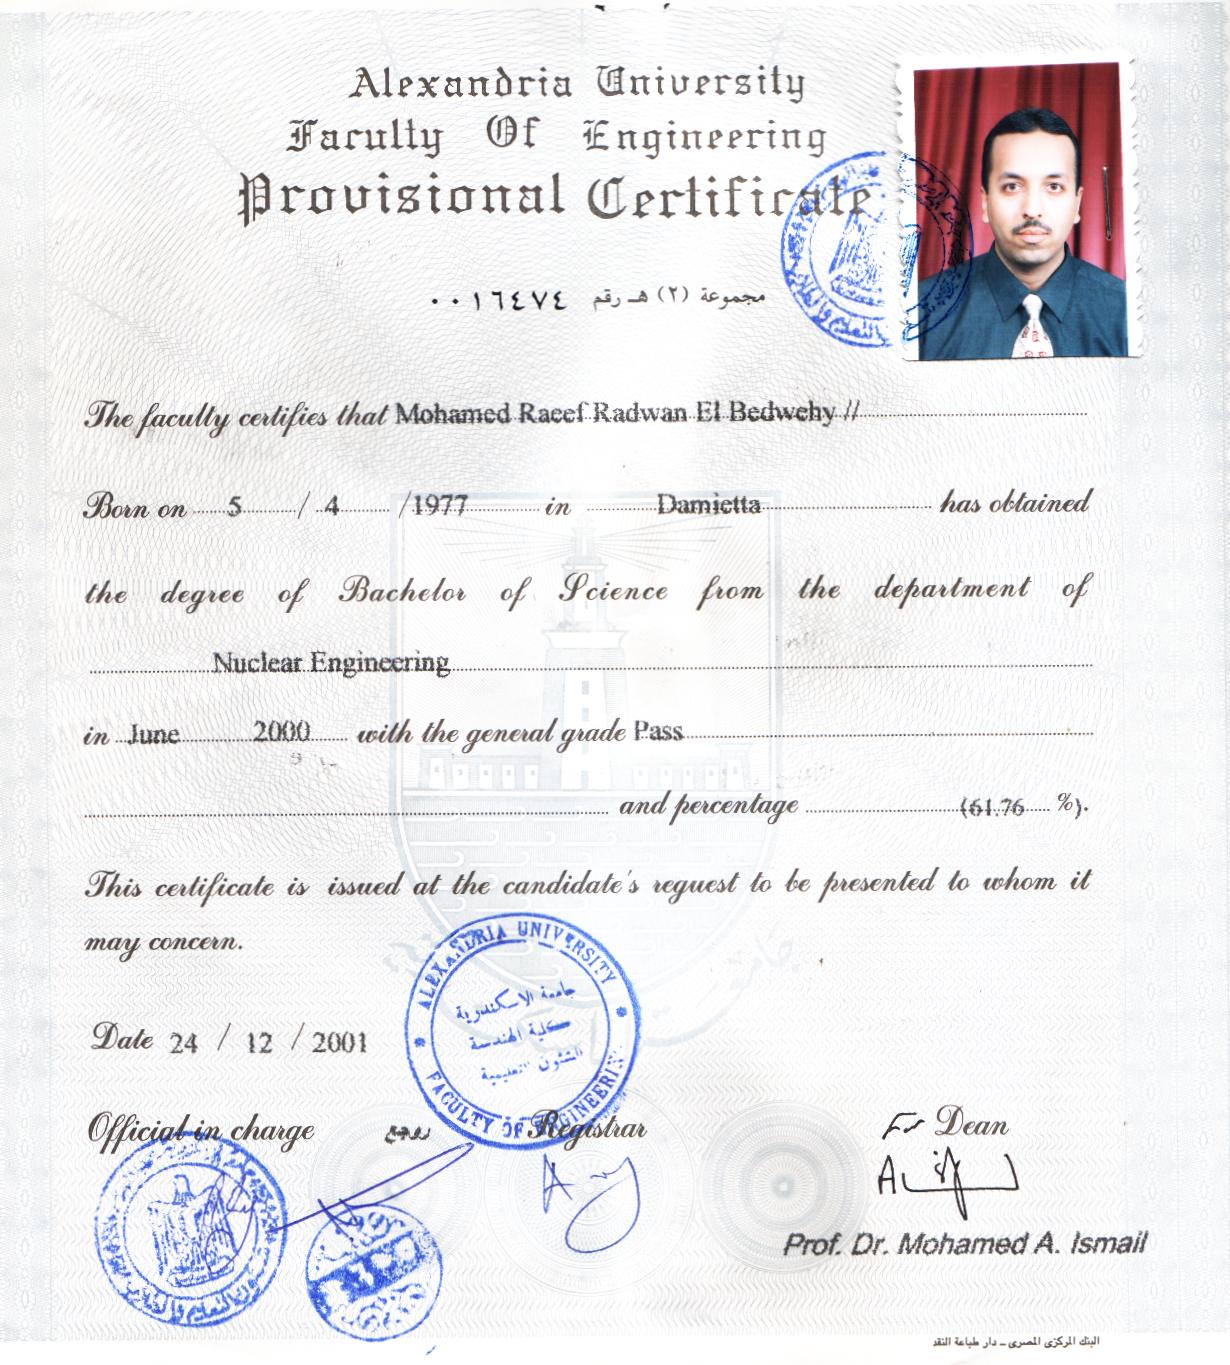 Alexandria University
Faculty Of Engineering
Provisional Certificate
مجموعة (٢) هـ رقم ٠٠١٦٤٧٤
The faculty certifies that Mohamed Raeef Radwan El Bedwehy //
Born on 5 / 4 /1977 in Damietta has obtained
the degree of Bachelor of Science from the department of
Nuclear Engineering
in June 2000 with the general grade Pass
and percentage (61.76 %).
This certificate is issued at the candidate's request to be presented to whom it
may concern.
ALEXANDRIA UNIVERSITY
جامعة الاسكندرية
كلية الهندسة
الشئون التعليمية
FACULTY OF ENGINEERING
Date 24 / 12 / 2001
Official in charge روجع Registrar For Dean
Prof. Dr. Mohamed A. Ismail
البنك المركزى المصرى – دار طباعة النقد